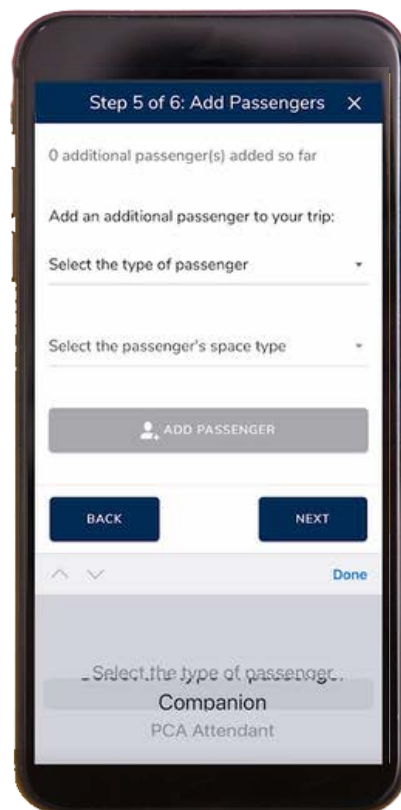 Step 5 of 6: Add Passengers ×
0 additional passenger(s) added so far
Add an additional passenger to your trip:
Select the type of passenger
Select the passenger's space type
ADD PASSENGER
BACK
NEXT
Done
Select the type of passenger
Companion
PCA Attendant